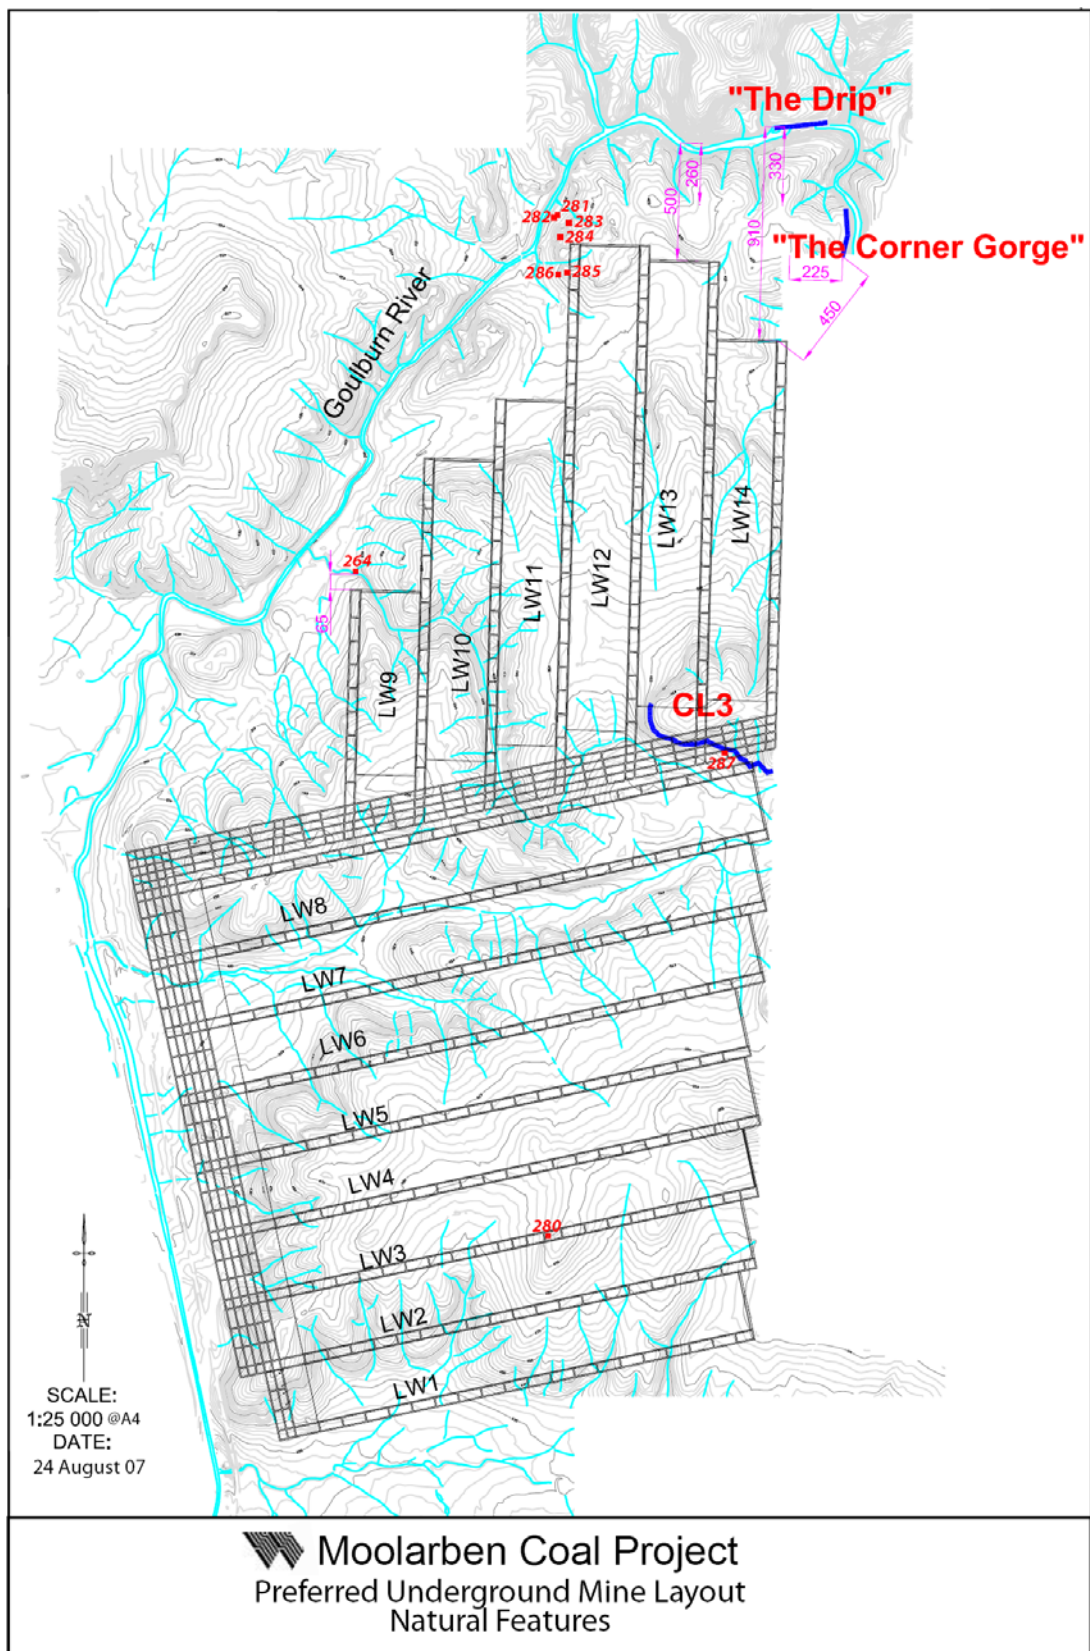 "The Drip"
330
260
500
910
281
282
283
284
"The Corner Gorge"
286
285
225
450
Goulburn River
LW13
LW14
LW12
264
LW11
65
LW10
LW9
CL3
287
LW8
LW7
LW6
LW5
LW4
280
LW3
LW2
LW1
N
SCALE:
1:25 000 @A4
DATE:
24 August 07
Moolarben Coal Project
Preferred Underground Mine Layout
Natural Features